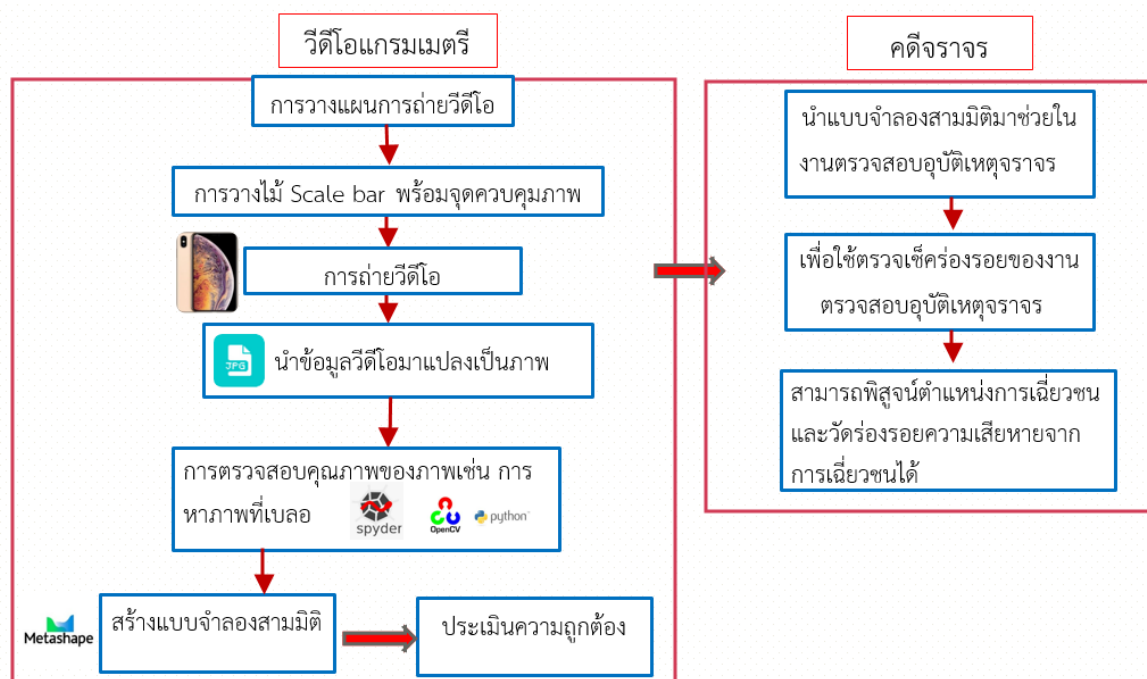 วีดีโอแกรมเมตรี
การวางแผนการถ่ายวีดีโอ
การวางไม้ Scale bar พร้อมจุดควบคุมภาพ
การถ่ายวีดีโอ
JPG
นำข้อมูลวีดีโอมาแปลงเป็นภาพ
การตรวจสอบคุณภาพของภาพเช่น การ
หาภาพที่เบลอ
spyder
OpenCV
python
Metashape
สร้างแบบจำลองสามมิติ
ประเมินความถูกต้อง
คดีจราจร
นำแบบจำลองสามมิติมาช่วยใน
งานตรวจสอบอุบัติเหตุจราจร
เพื่อใช้ตรวจเช็คร่องรอยของงาน
ตรวจสอบอุบัติเหตุจราจร
สามารถพิสูจน์ตำแหน่งการเฉี่ยวชน
และวัดร่องรอยความเสียหายจาก
การเฉี่ยวชนได้